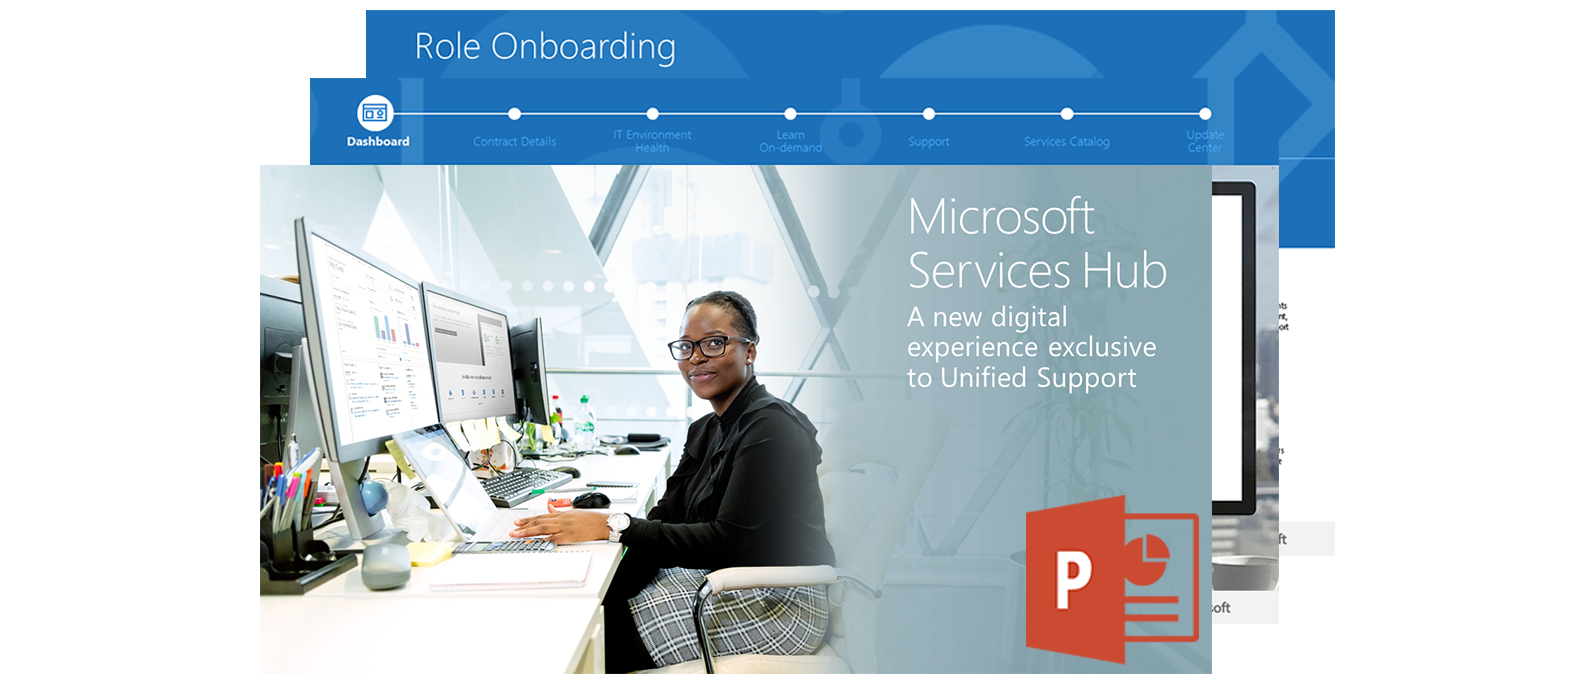 Role Onboarding
Dashboard
Contract Details
IT Environment
Health
Learn
On-demand
Support
Services Catalog
Update
Center
Microsoft
Services Hub
A new digital
experience exclusive
to Unified Support
P